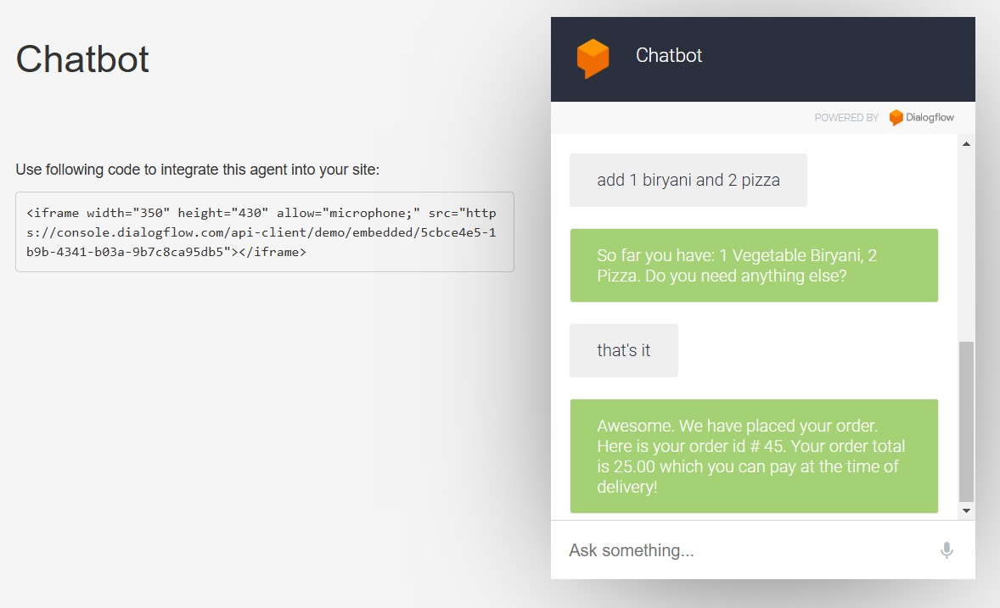 Chatbot
Use following code to integrate this agent into your site:
<iframe width="350" height="430" allow="microphone;" src="http
s://console.dialogflow.com/api-client/demo/embedded/5cbce4e5-1
b9b-4341-b03a-9b7c8ca95db5"></iframe>
Chatbot
POWERED BY Dialogflow
add 1 biryani and 2 pizza
So far you have: 1 Vegetable Biryani, 2
Pizza. Do you need anything else?
that's it
Awesome. We have placed your order.
Here is your order id # 45. Your order total
is 25.00 which you can pay at the time of
delivery!
Ask something...